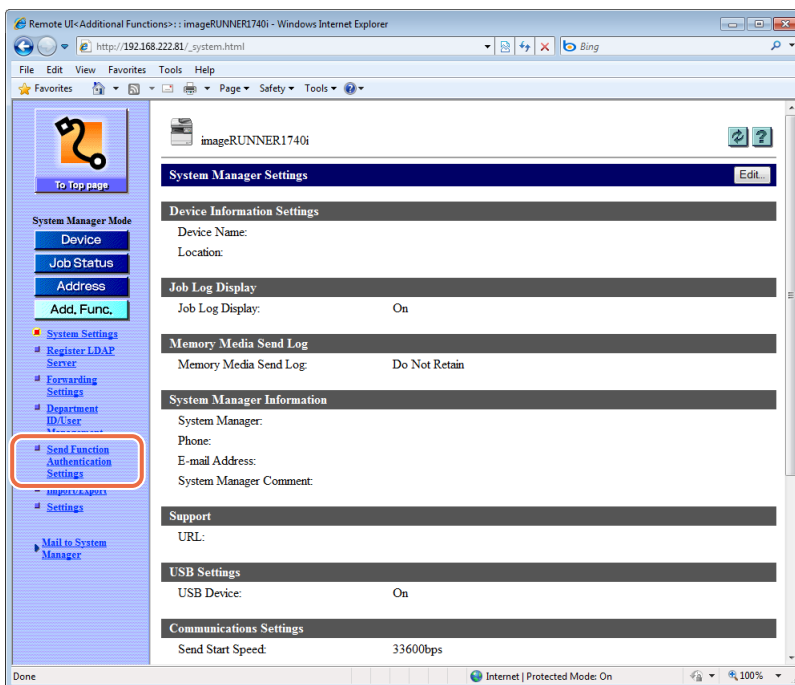 Remote UI<Additional Functions>: : imageRUNNER1740i - Windows Internet Explorer
http://192.168.222.81/_system.html
Bing
File Edit View Favorites Tools Help
Favorites Page Safety Tools
imageRUNNER1740i
To Top page
System Manager Settings
Edit...
System Manager Mode
Device
Job Status
Address
Add. Func.
System Settings
Register LDAP
Server
Forwarding
Settings
Department
ID/User
Management
Send Function
Authentication
Settings
Import/Export
Settings
Mail to System
Manager
Device Information Settings
Device Name:
Location:
Job Log Display
Job Log Display: On
Memory Media Send Log
Memory Media Send Log: Do Not Retain
System Manager Information
System Manager:
Phone:
E-mail Address:
System Manager Comment:
Support
URL:
USB Settings
USB Device: On
Communications Settings
Send Start Speed: 33600bps
Done
Internet | Protected Mode: On
100%